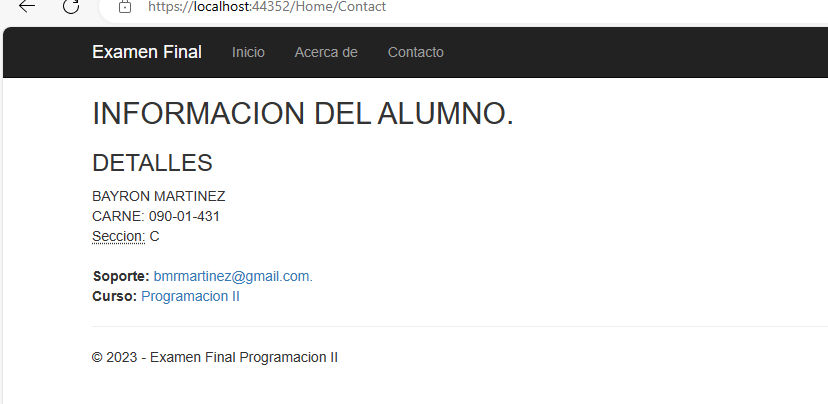 https://localhost:44352/Home/Contact
Examen Final Inicio Acerca de Contacto
INFORMACION DEL ALUMNO.
DETALLES
BAYRON MARTINEZ
CARNE: 090-01-431
Seccion: C
Soporte: bmrmartinez@gmail.com.
Curso: Programacion II
© 2023 - Examen Final Programacion II